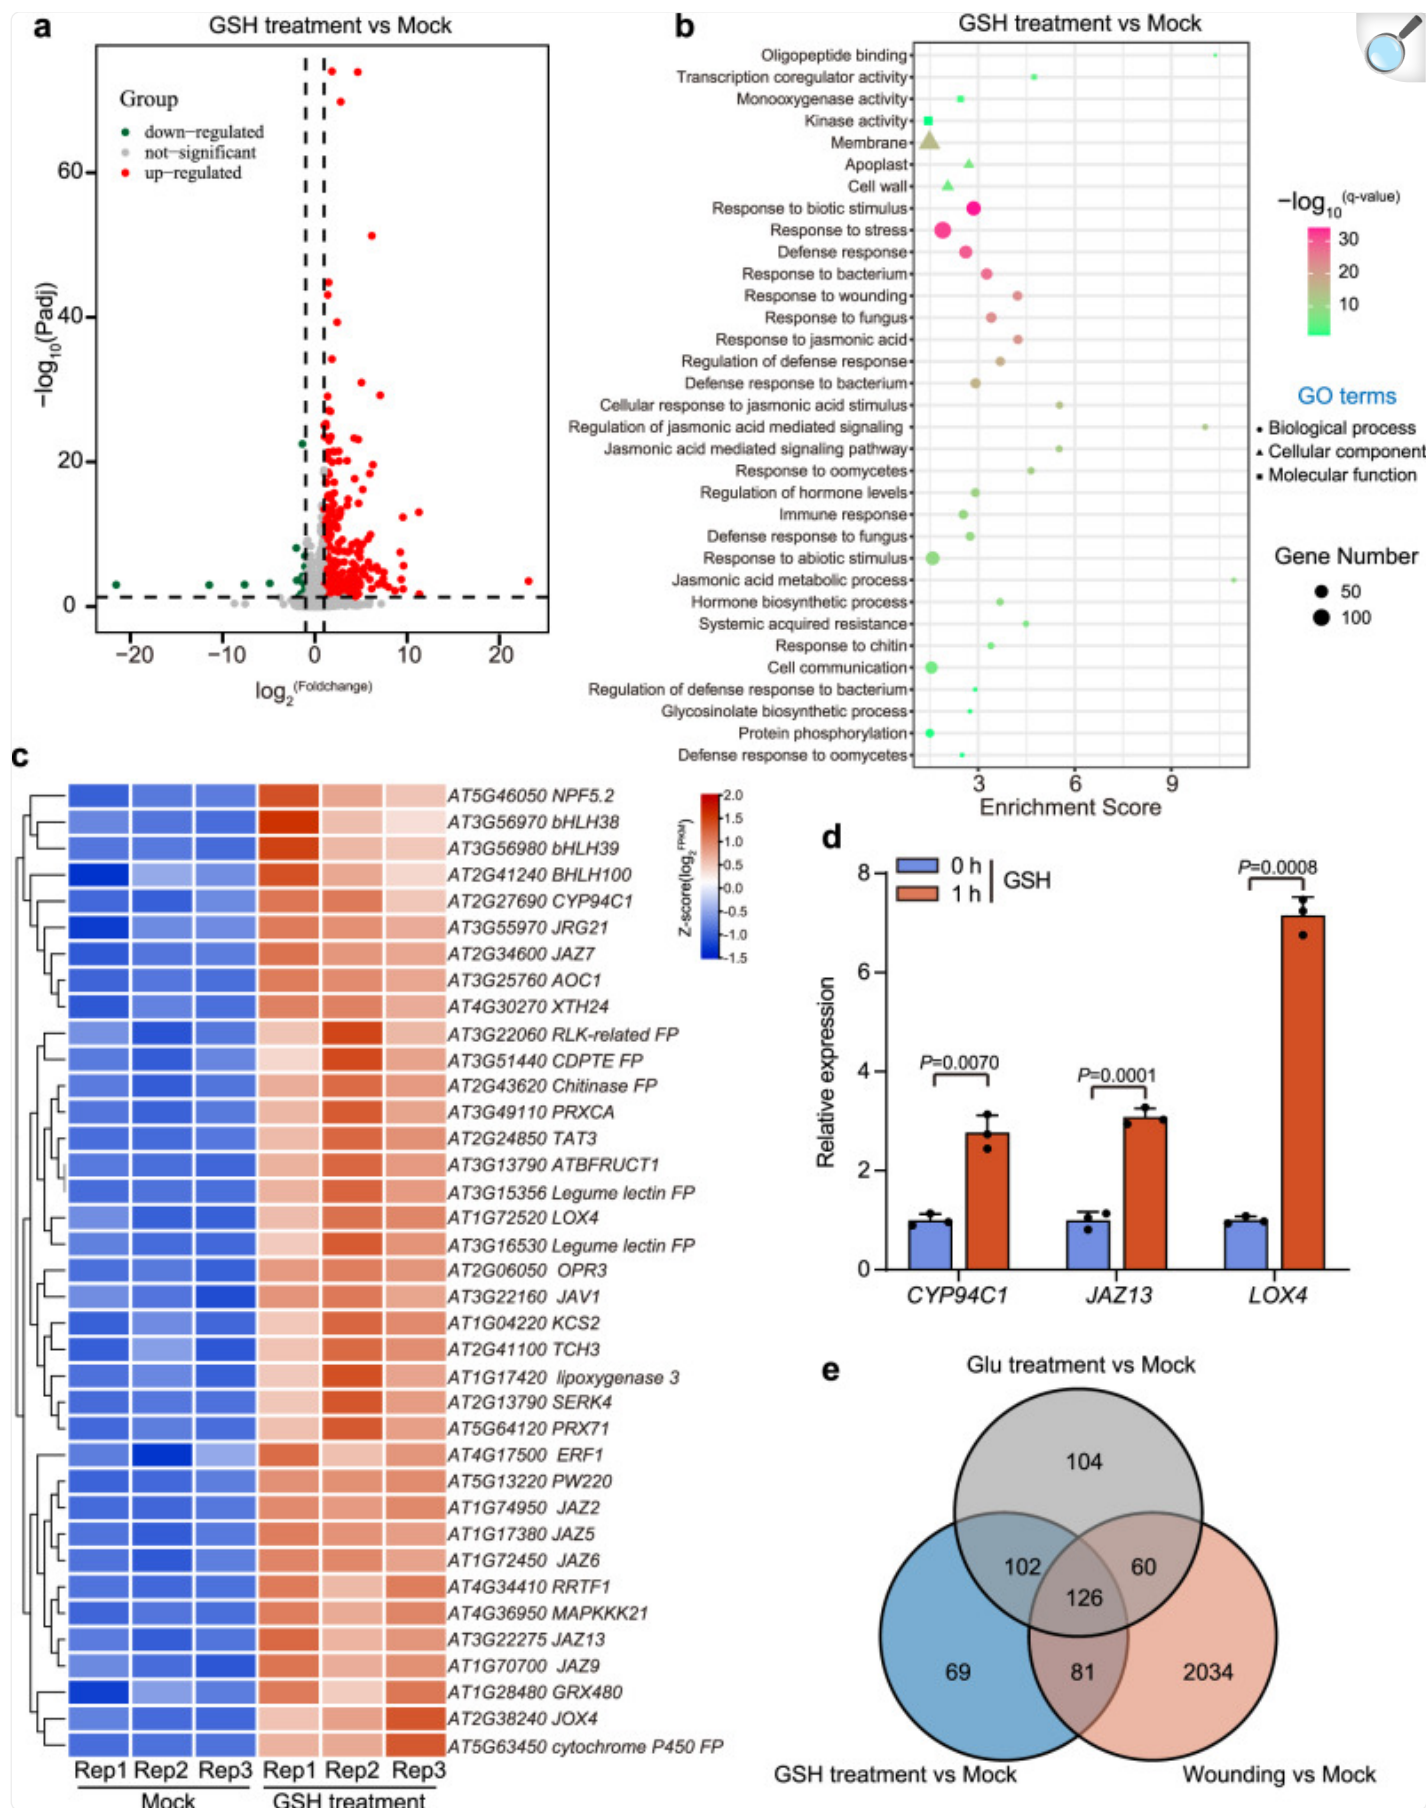 a
GSH treatment vs Mock
Group
down-regulated
not-significant
up-regulated
60
40
20
0
-log10(Padj)
-20
-10
0
10
20
log2(Foldchange)
b
GSH treatment vs Mock
Oligopeptide binding
Transcription coregulator activity
Monooxygenase activity
Kinase activity
Membrane
Apoplast
Cell wall
Response to biotic stimulus
Response to stress
Defense response
Response to bacterium
Response to wounding
Response to fungus
Response to jasmonic acid
Regulation of defense response
Defense response to bacterium
Cellular response to jasmonic acid stimulus
Regulation of jasmonic acid mediated signaling
Jasmonic acid mediated signaling pathway
Response to oomycetes
Regulation of hormone levels
Immune response
Defense response to fungus
Response to abiotic stimulus
Jasmonic acid metabolic process
Hormone biosynthetic process
Systemic acquired resistance
Response to chitin
Cell communication
Regulation of defense response to bacterium
Glycosinolate biosynthetic process
Protein phosphorylation
Defense response to oomycetes
3
6
9
Enrichment Score
-log10(q-value)
30
20
10
GO terms
Biological process
Cellular component
Molecular function
Gene Number
50
100
c
AT5G46050 NPF5.2
AT3G56970 bHLH38
AT3G56980 bHLH39
AT2G41240 BHLH100
AT2G27690 CYP94C1
AT3G55970 JRG21
AT2G34600 JAZ7
AT3G25760 AOC1
AT4G30270 XTH24
AT3G22060 RLK-related FP
AT3G51440 CDPTE FP
AT2G43620 Chitinase FP
AT3G49110 PRXCA
AT2G24850 TAT3
AT3G13790 ATBFRUCT1
AT3G15356 Legume lectin FP
AT1G72520 LOX4
AT3G16530 Legume lectin FP
AT2G06050 OPR3
AT3G22160 JAV1
AT1G04220 KCS2
AT2G41100 TCH3
AT1G17420 lipoxygenase 3
AT2G13790 SERK4
AT5G64120 PRX71
AT4G17500 ERF1
AT5G13220 PW220
AT1G74950 JAZ2
AT1G17380 JAZ5
AT1G72450 JAZ6
AT4G34410 RRTF1
AT4G36950 MAPKKK21
AT3G22275 JAZ13
AT1G70700 JAZ9
AT1G28480 GRX480
AT2G38240 JOX4
AT5G63450 cytochrome P450 FP
Rep1 Rep2 Rep3 Rep1 Rep2 Rep3
Mock GSH treatment
Z-score(log2FPKM)
2.0
1.5
1.0
0.5
0.0
-0.5
-1.0
-1.5
d
0 h
1 h
GSH
8
6
4
2
0
Relative expression
P=0.0070
P=0.0001
P=0.0008
CYP94C1
JAZ13
LOX4
e
Glu treatment vs Mock
104
102
60
126
69
81
2034
GSH treatment vs Mock
Wounding vs Mock